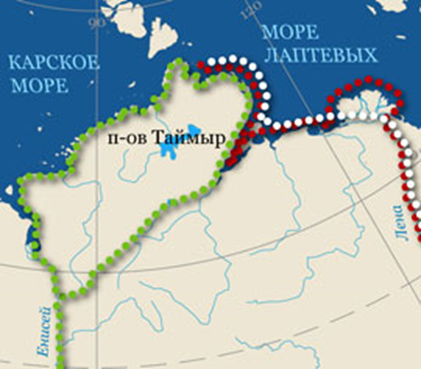 90
120
МОРЕ
ЛАПТЕВЫХ
КАРСКОЕ
МОРЕ
п-ов Таймыр
Лена
Енисей